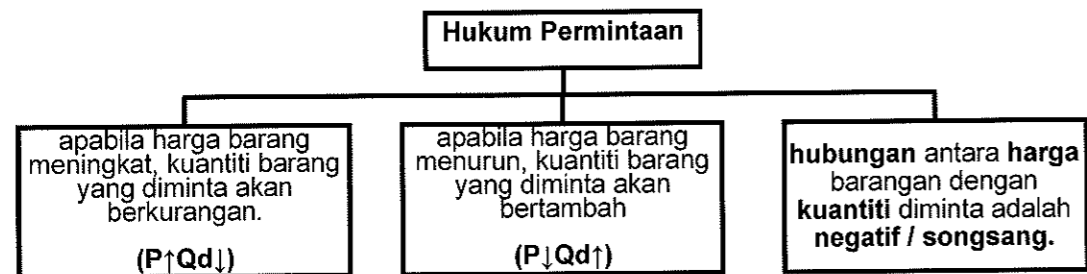 Hukum Permintaan
apabila harga barang
meningkat, kuantiti barang
yang diminta akan
berkurangan.
(P↑Qd↓)
apabila harga barang
menurun, kuantiti barang
yang diminta akan
bertambah
(P↓Qd↑)
hubungan antara harga
barangan dengan
kuantiti diminta adalah
negatif / songsang.